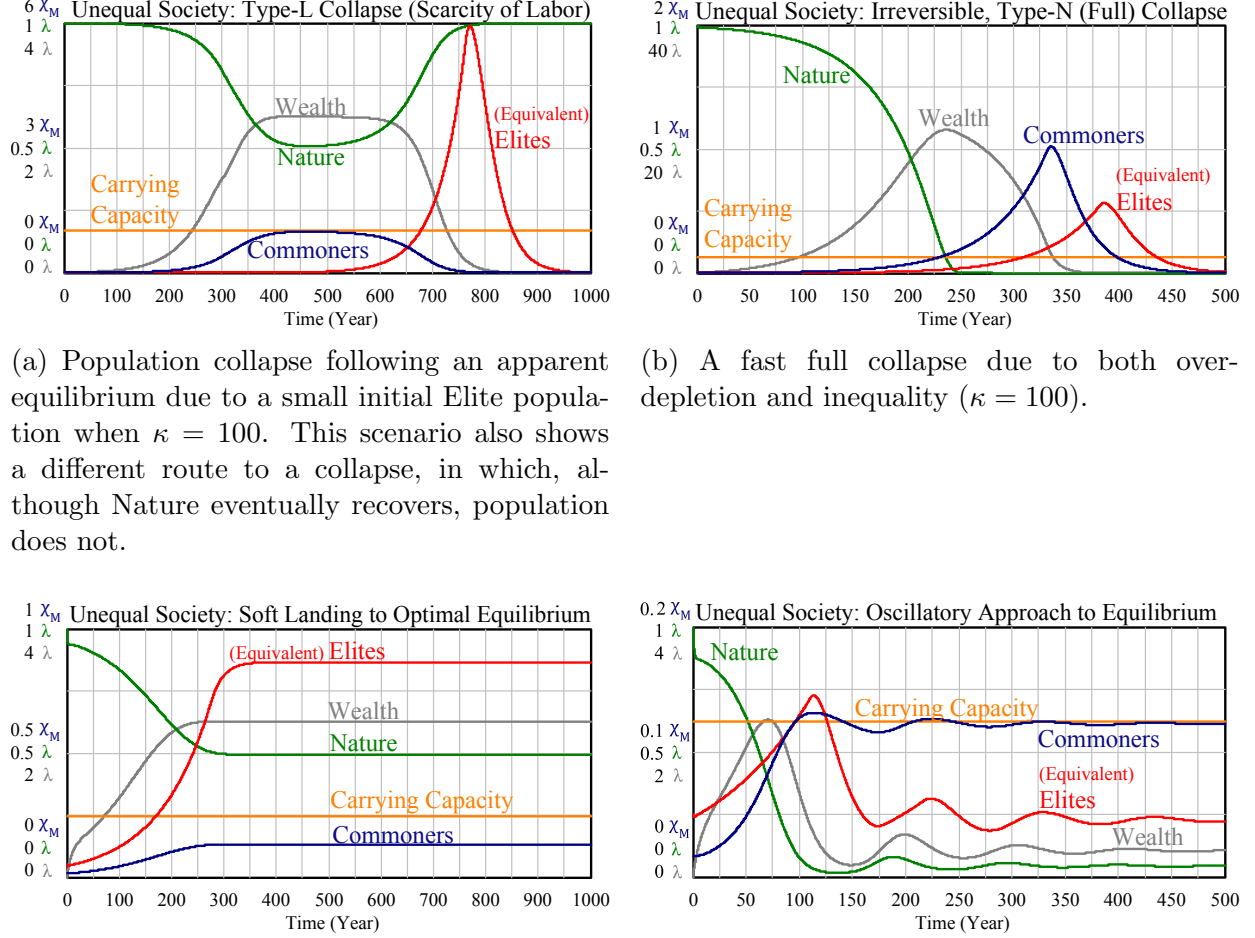 Unequal Society: Type-L Collapse (Scarcity of Labor)
6 χM
1 λ
4 λ
3 χM
0.5 λ
2 λ
0 χM
0 λ
0 λ
Wealth
(Equivalent)
Elites
Nature
Carrying
Capacity
Commoners
0 100 200 300 400 500 600 700 800 900 1000
Time (Year)
(a) Population collapse following an apparent
equilibrium due to a small initial Elite popula-
tion when κ = 100. This scenario also shows
a different route to a collapse, in which, al-
though Nature eventually recovers, population
does not.
Unequal Society: Irreversible, Type-N (Full) Collapse
2 χM
1 λ
40 λ
1 χM
0.5 λ
20 λ
0 χM
0 λ
0 λ
Nature
Wealth
Commoners
(Equivalent)
Elites
Carrying
Capacity
0 50 100 150 200 250 300 350 400 450 500
Time (Year)
(b) A fast full collapse due to both over-
depletion and inequality (κ = 100).
Unequal Society: Soft Landing to Optimal Equilibrium
1 χM
1 λ
4 λ
0.5 χM
0.5 λ
2 λ
0 χM
0 λ
0 λ
(Equivalent) Elites
Wealth
Nature
Carrying Capacity
Commoners
0 100 200 300 400 500 600 700 800 900 1000
Time (Year)
Unequal Society: Oscillatory Approach to Equilibrium
0.2 χM
1 λ
4 λ
0.1 χM
0.5 λ
2 λ
0 χM
0 λ
0 λ
Nature
Carrying Capacity
Commoners
(Equivalent)
Elites
Wealth
0 50 100 150 200 250 300 350 400 450 500
Time (Year)